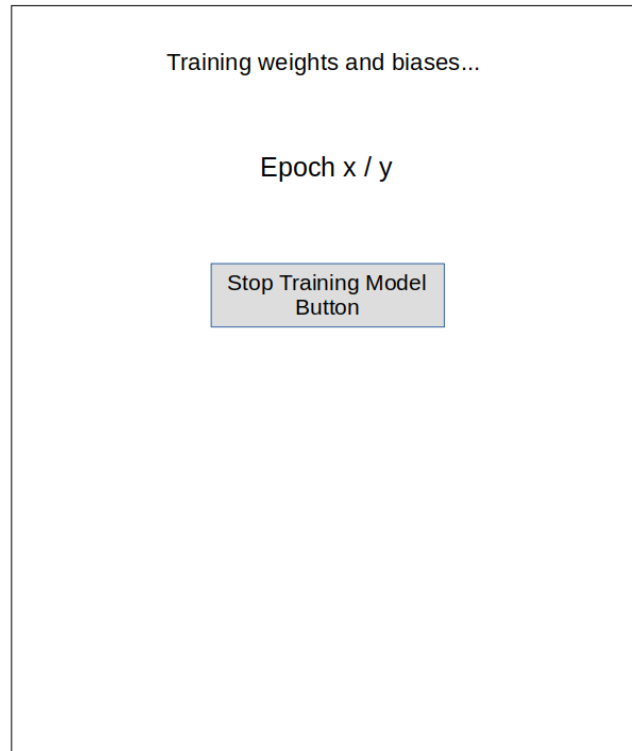 Training weights and biases...
Epoch x / y
Stop Training Model
Button